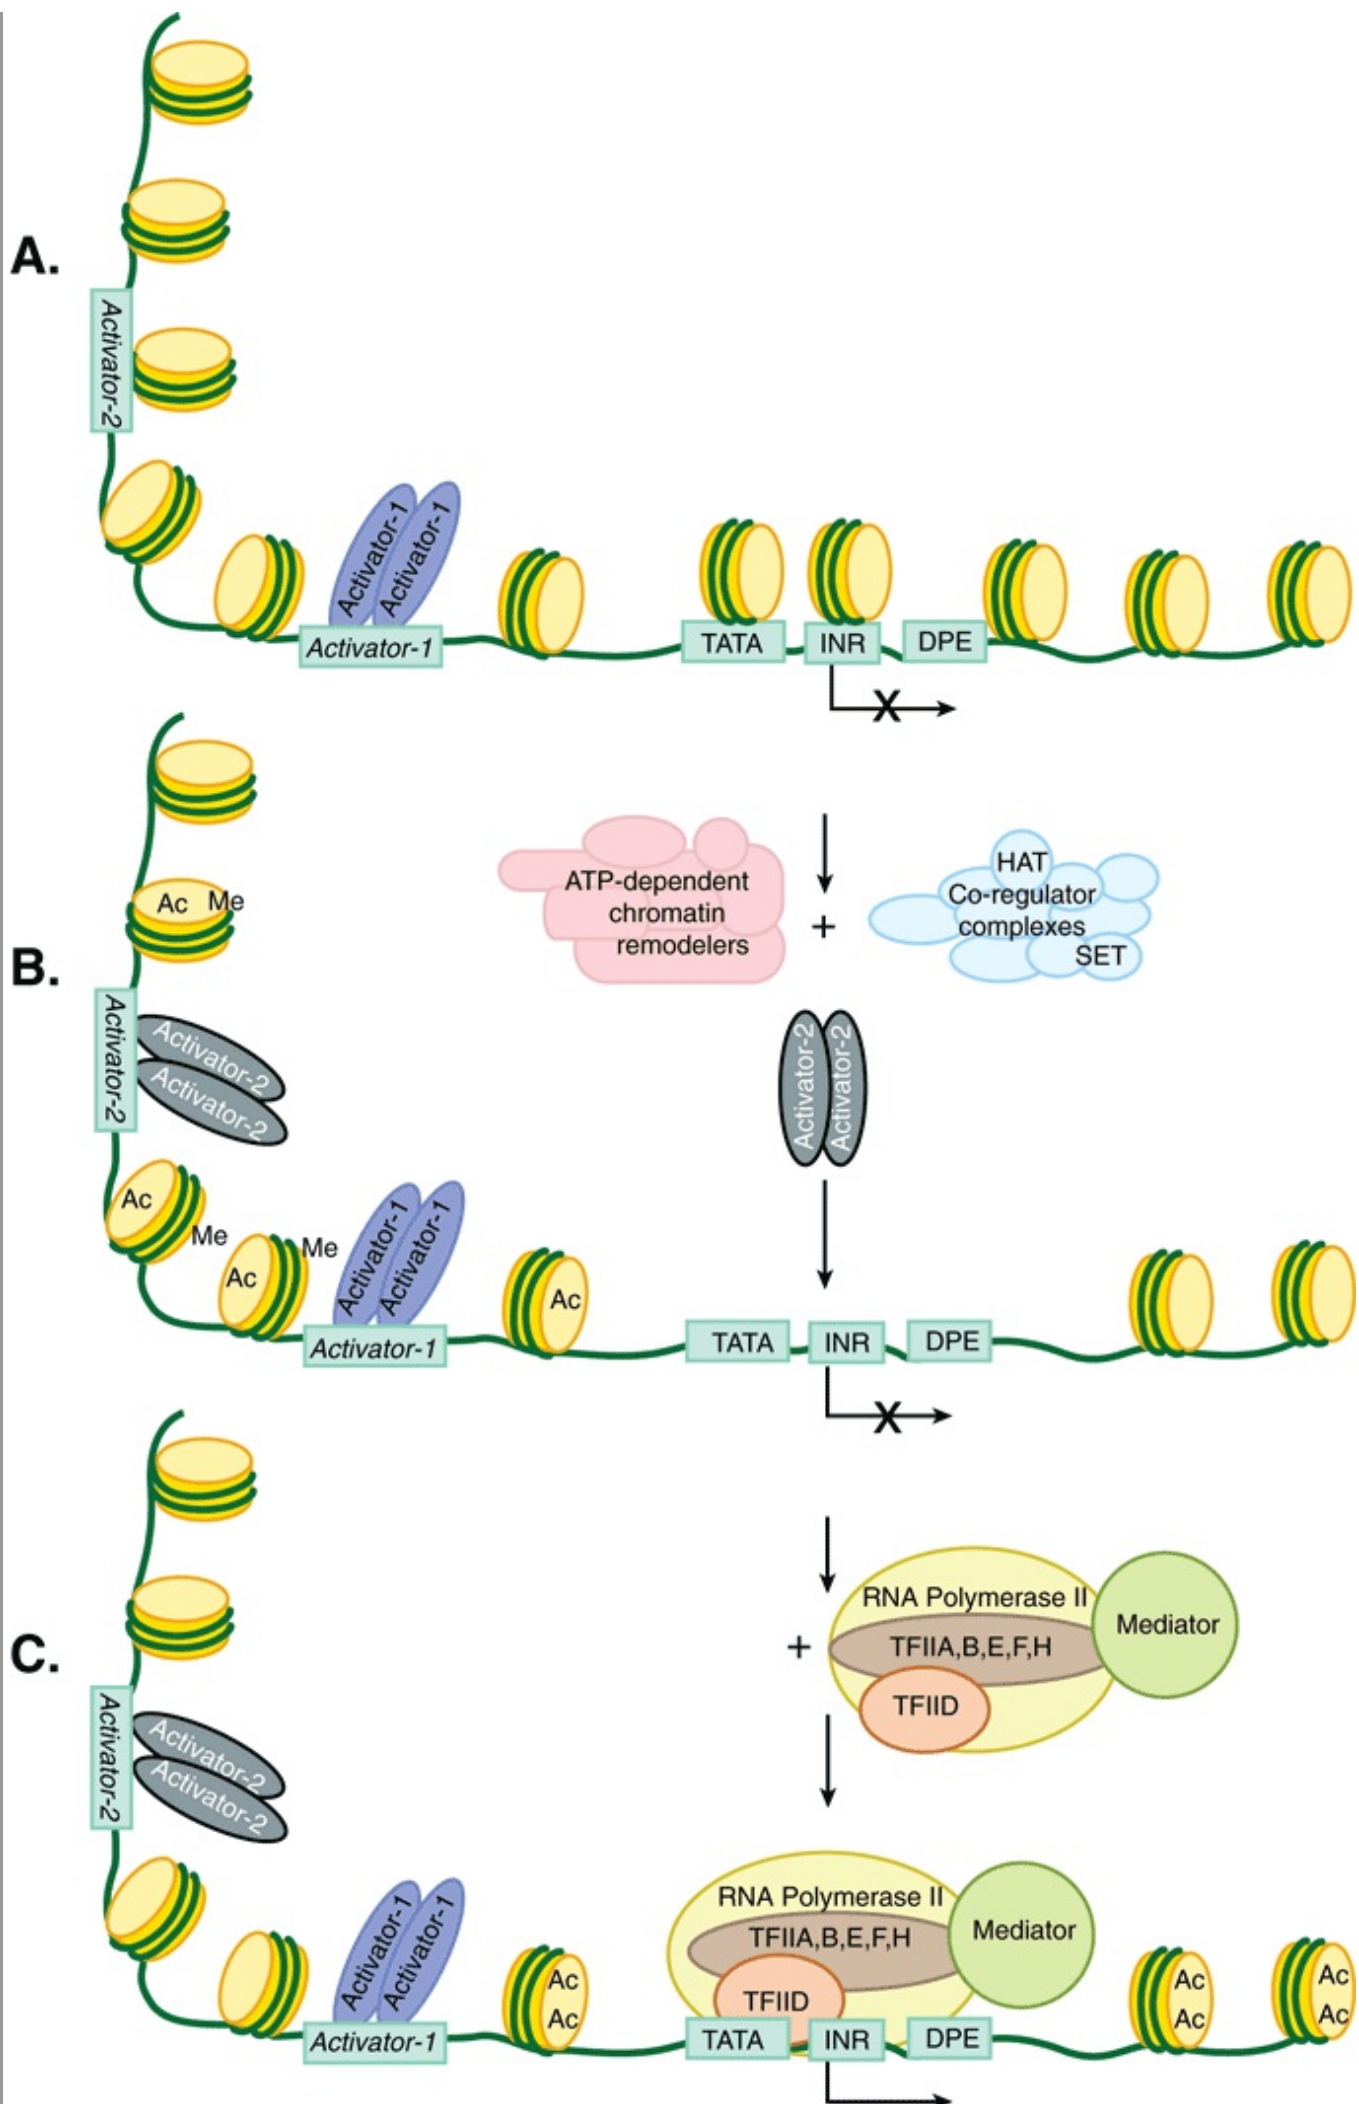 A.
Activator-2
Activator-1
Activator-1
Activator-1
TATA
INR
DPE
X
B.
Ac Me
ATP-dependent
chromatin
remodelers
+
HAT
Co-regulator
complexes
SET
Activator-2
Activator-2
Activator-2
Activator-2
Activator-2
Ac
Me
Ac
Me
Activator-1
Activator-1
Ac
Activator-1
TATA
INR
DPE
X
C.
+
RNA Polymerase II
TFIIA,B,E,F,H
TFIID
Mediator
Activator-2
Activator-2
Activator-2
Activator-1
Activator-1
Activator-1
Ac
Ac
RNA Polymerase II
TFIIA,B,E,F,H
TFIID
Mediator
TATA
INR
DPE
Ac
Ac
Ac
Ac